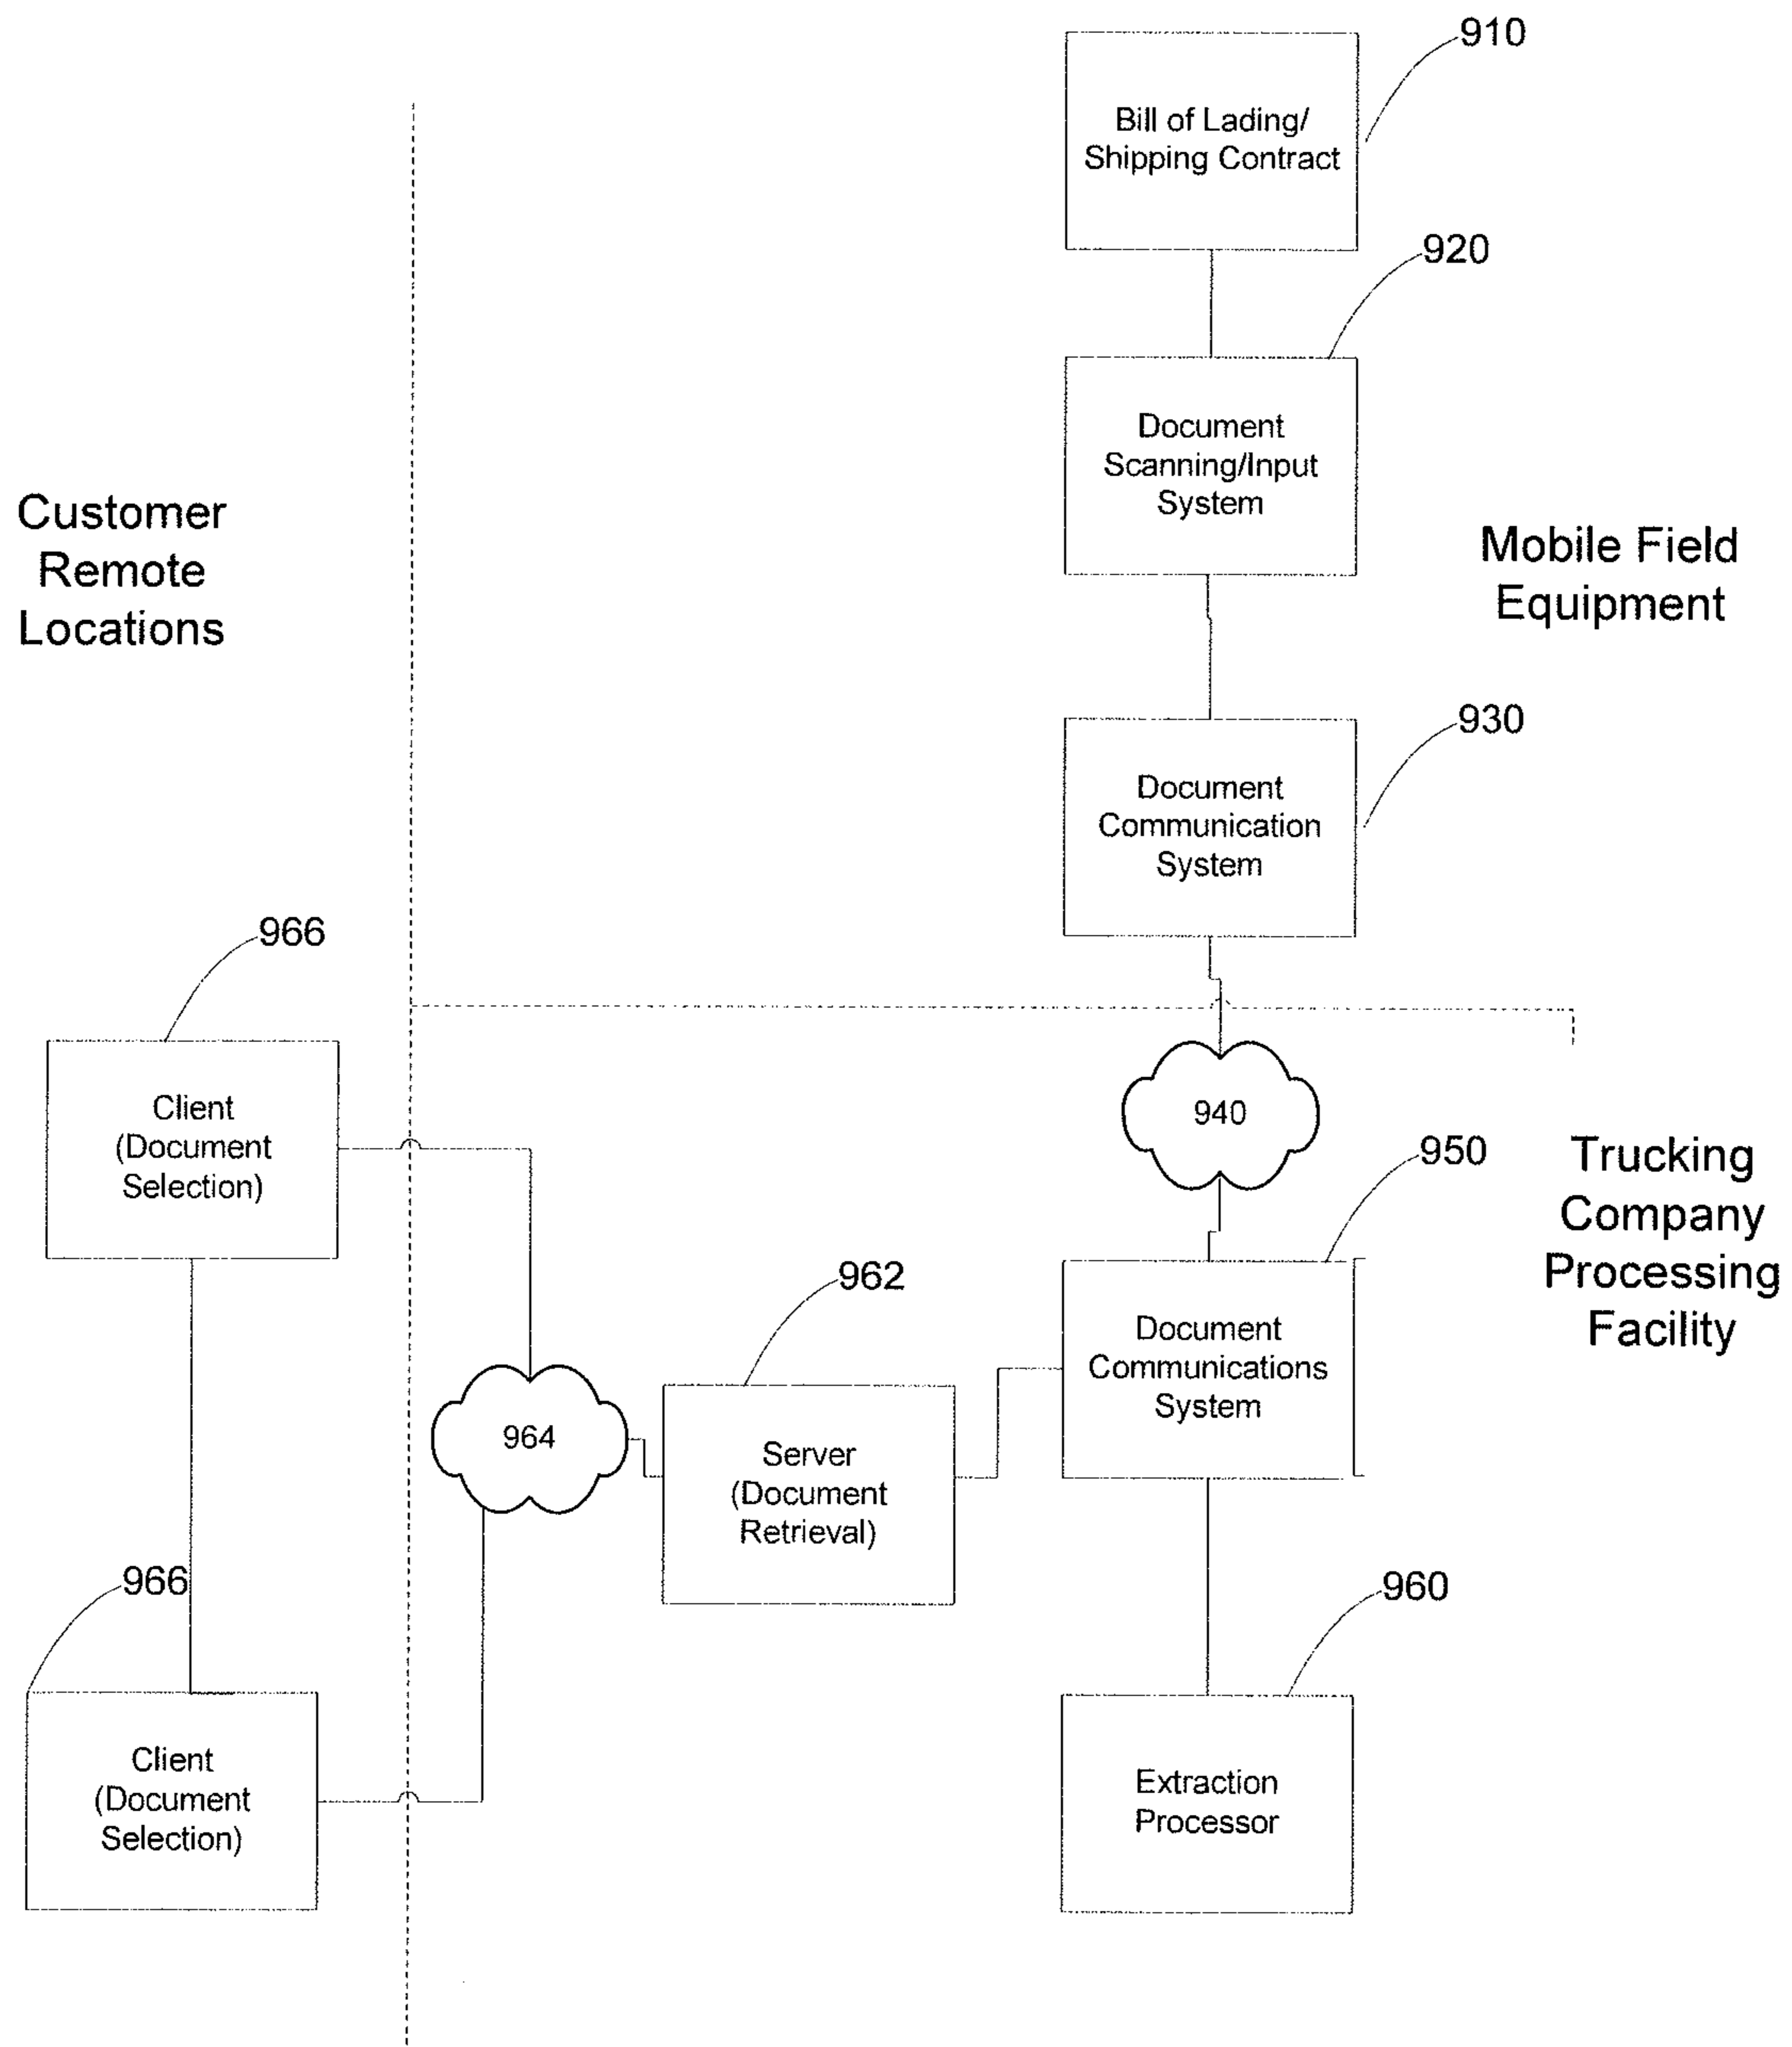 910
Bill of Lading/
Shipping Contract
920
Document
Scanning/Input
System
Customer
Remote
Locations
Mobile Field
Equipment
930
Document
Communication
System
966
Client
(Document
Selection)
940
950
Trucking
Company
Processing
Facility
962
Document
Communications
System
964
Server
(Document
Retrieval)
966
960
Client
(Document
Selection)
Extraction
Processor